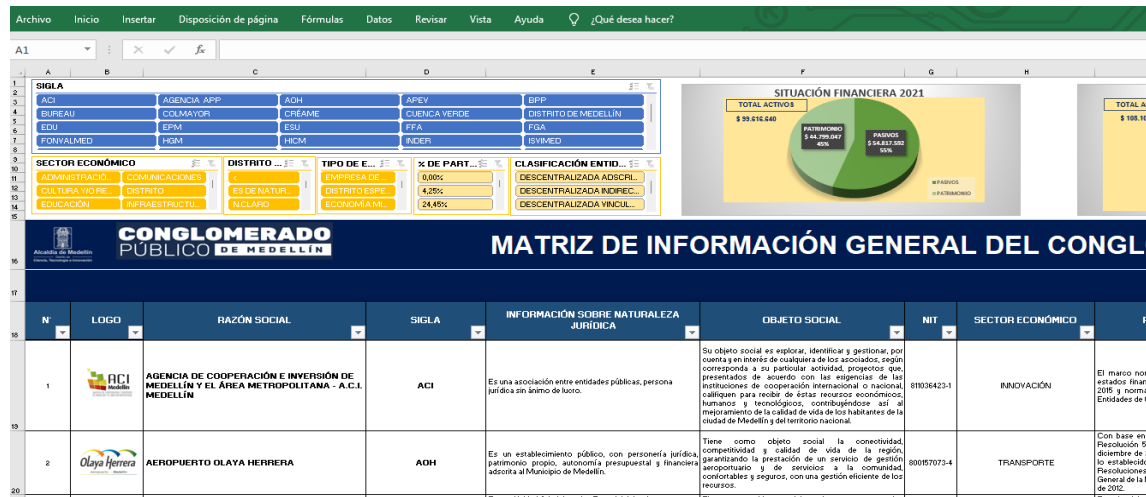 Archivo Inicio Insertar Disposición de página Fórmulas Datos Revisar Vista Ayuda ¿Qué desea hacer?
A1 fx
A B C D E F G H
SIGLA
ACI AGENCIA APP AOH APEV BPP
BUREAU COLMAYOR CRÉAME CUENCA VERDE DISTRITO DE MEDELLÍN
EDU EPM ESU FFA FGA
FONVALMED HGM HICM INDER ISVIMED
SECTOR ECONÓMICO DISTRITO ... TIPO DE E... % DE PART... CLASIFICACIÓN ENTID...
ADMINISTRACIÓ... COMUNICACIONES < EMPRESA DE... 0,00% DESCENTRALIZADA ADSCRI...
CULTURA Y/O RE... DISTRITO ES DE NATUR... DISTRITO ESPE... 4,25% DESCENTRALIZADA INDIREC...
EDUCACIÓN INFRAESTRUCTU... N.CLARO ECONOMÍA MI... 24,45% DESCENTRALIZADA VINCUL...
SITUACIÓN FINANCIERA 2021
TOTAL ACTIVOS
$ 99.616.640
PATRIMONIO
$ 44.799.047
45%
PASIVOS
$ 54.817.592
55%
PASIVOS
PATRIMONIO
TOTAL A
$ 108.10
Alcaldía de Medellín
CONGLOMERADO
PÚBLICO DE MEDELLÍN
MATRIZ DE INFORMACIÓN GENERAL DEL CONGL
N° LOGO RAZÓN SOCIAL SIGLA INFORMACIÓN SOBRE NATURALEZA JURÍDICA OBJETO SOCIAL NIT SECTOR ECONÓMICO
1
ACI
Medellín
AGENCIA DE COOPERACIÓN E INVERSIÓN DE
MEDELLÍN Y EL ÁREA METROPOLITANA - A.C.I.
MEDELLÍN
ACI
Es una asociación entre entidades públicas, persona
jurídica sin ánimo de lucro.
Su objeto social es explorar, identificar y gestionar, por
cuenta y en interés de cualquiera de los asociados, según
corresponda a su particular actividad, proyectos que,
presentados de acuerdo con las exigencias de las
instituciones de cooperación internacional o nacional,
califiquen para recibir de éstas recursos económicos,
humanos y tecnológicos, contribuyéndose así al
mejoramiento de la calidad de vida de los habitantes de la
ciudad de Medellín y del territorio nacional.
811036423-1
INNOVACIÓN
El marco nor
estados finan
2015 y norma
Entidades de
2
Olaya Herrera
AEROPUERTO OLAYA HERRERA
AOH
Es un establecimiento público, con personería jurídica,
patrimonio propio, autonomía presupuestal y financiera
adscrita al Municipio de Medellín.
Tiene como objeto social la conectividad,
competitividad y calidad de vida de la región,
garantizando la prestación de un servicio de gestión
aeroportuario y de servicios a la comunidad,
confortables y seguros, con una gestión eficiente de los
recursos.
800157073-4
TRANSPORTE
Con base en
Resolución 5
diciembre de
lo establecido
Resoluciones
General de l
de 2012.